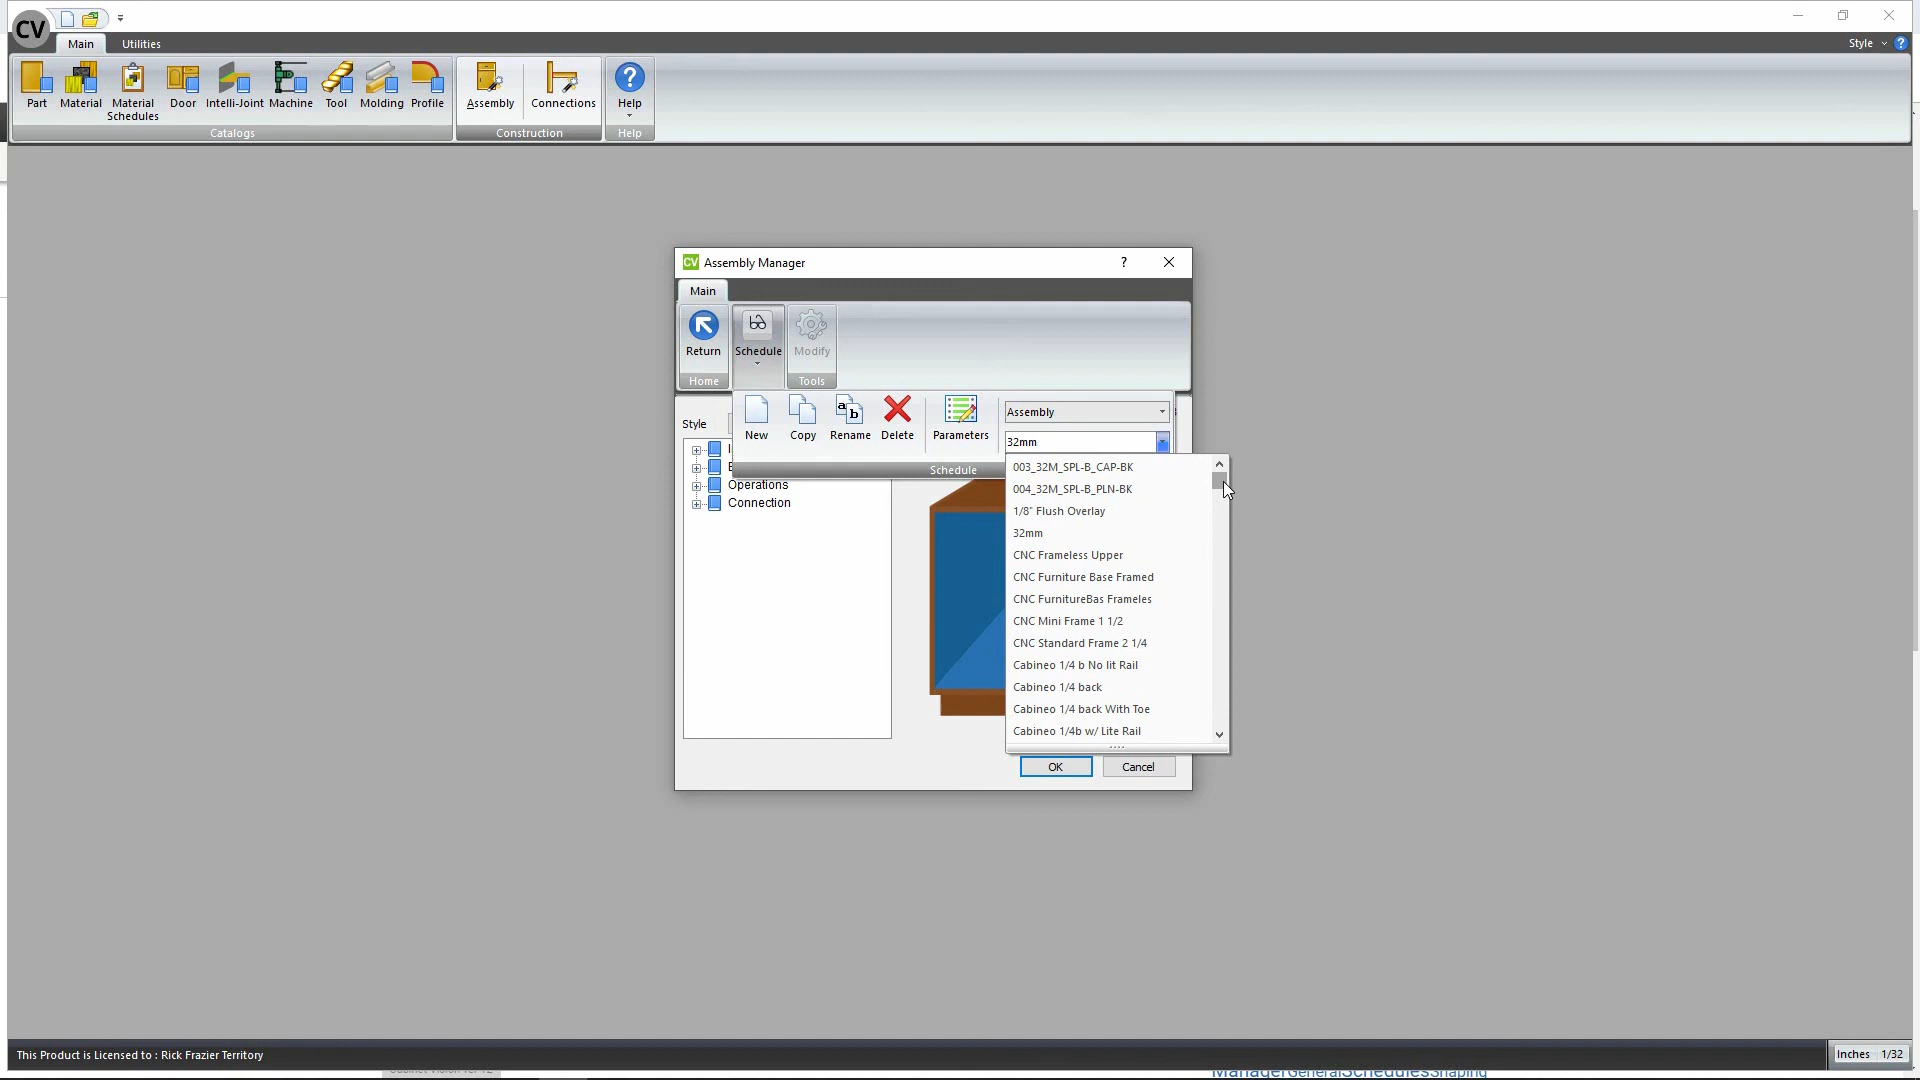 CV
Main
Utilities
Style
Part
Material
Material Schedules
Door
Intelli-Joint
Machine
Tool
Molding
Profile
Assembly
Connections
Help
Catalogs
Construction
Help
CV Assembly Manager
?
Main
Return
Schedule
Modify
Home
Tools
New
Copy
ab
Rename
Delete
Parameters
Assembly
32mm
Schedule
Style
Operations
Connection
003_32M_SPL-B_CAP-BK
004_32M_SPL-B_PLN-BK
1/8" Flush Overlay
32mm
CNC Frameless Upper
CNC Furniture Base Framed
CNC FurnitureBas Frameles
CNC Mini Frame 1 1/2
CNC Standard Frame 2 1/4
Cabineo 1/4 b No lit Rail
Cabineo 1/4 back
Cabineo 1/4 back With Toe
Cabineo 1/4b w/ Lite Rail
OK
Cancel
This Product is Licensed to : Rick Frazier Territory
Inches
1/32
ManagerGeneralSchedulesShaping